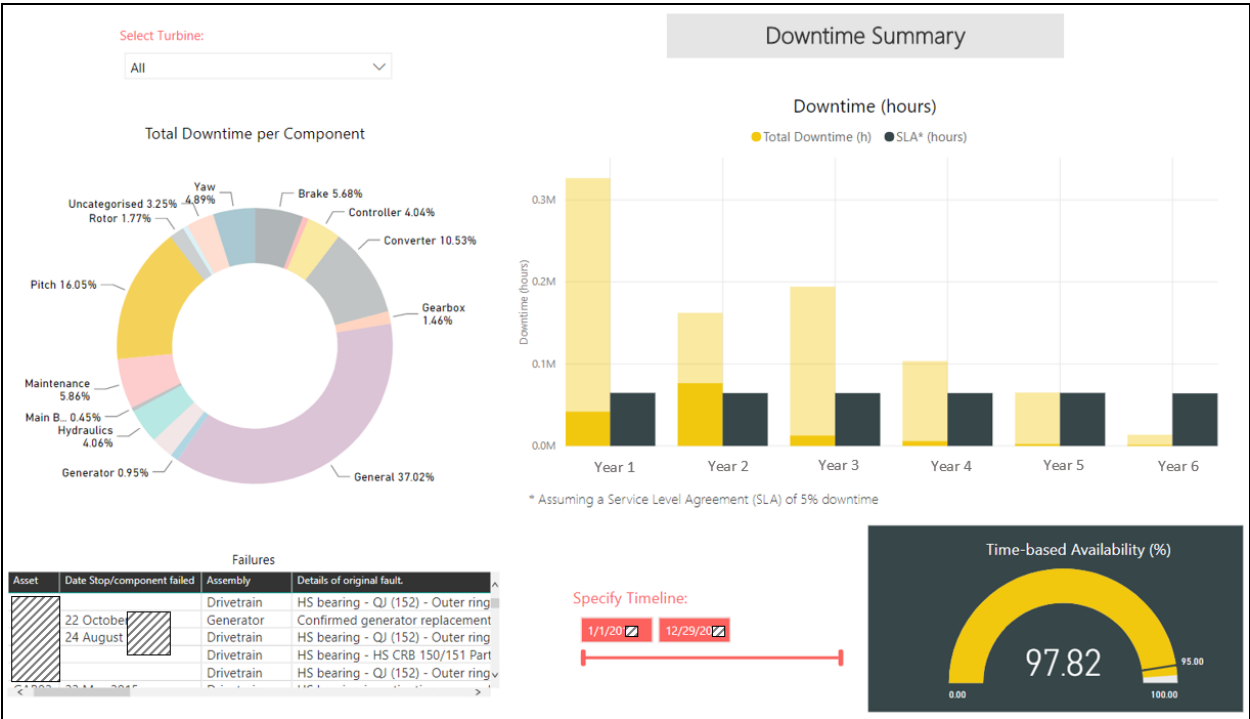 Select Turbine:
All
Downtime Summary
Total Downtime per Component
Yaw
4.89%
Uncategorised 3.25%
Rotor 1.77%
Pitch 16.05%
Maintenance
5.86%
Main B... 0.45%
Hydraulics
4.06%
Generator 0.95%
Brake 5.68%
Controller 4.04%
Converter 10.53%
Gearbox
1.46%
General 37.02%
Downtime (hours)
Total Downtime (h) SLA* (hours)
Downtime (hours)
0.3M
0.2M
0.1M
0.0M
Year 1 Year 2 Year 3 Year 4 Year 5 Year 6
* Assuming a Service Level Agreement (SLA) of 5% downtime
Failures
Asset Date Stop/component failed Assembly Details of original fault.
Drivetrain HS bearing - QJ (152) - Outer ring
22 October Generator Confirmed generator replacement
24 August Drivetrain HS bearing - QJ (152) - Outer ring
Drivetrain HS bearing - HS CRB 150/151 Part
Drivetrain HS bearing - QJ (152) - Outer ring
Specify Timeline:
1/1/20 12/29/20
Time-based Availability (%)
97.82
95.00
0.00 100.00